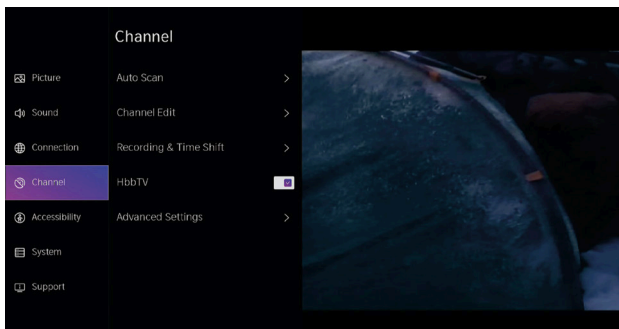 Channel
Picture
Auto Scan
Sound
Channel Edit
Connection
Recording & Time Shift
Channel
HbbTV
Accessibility
Advanced Settings
System
Support